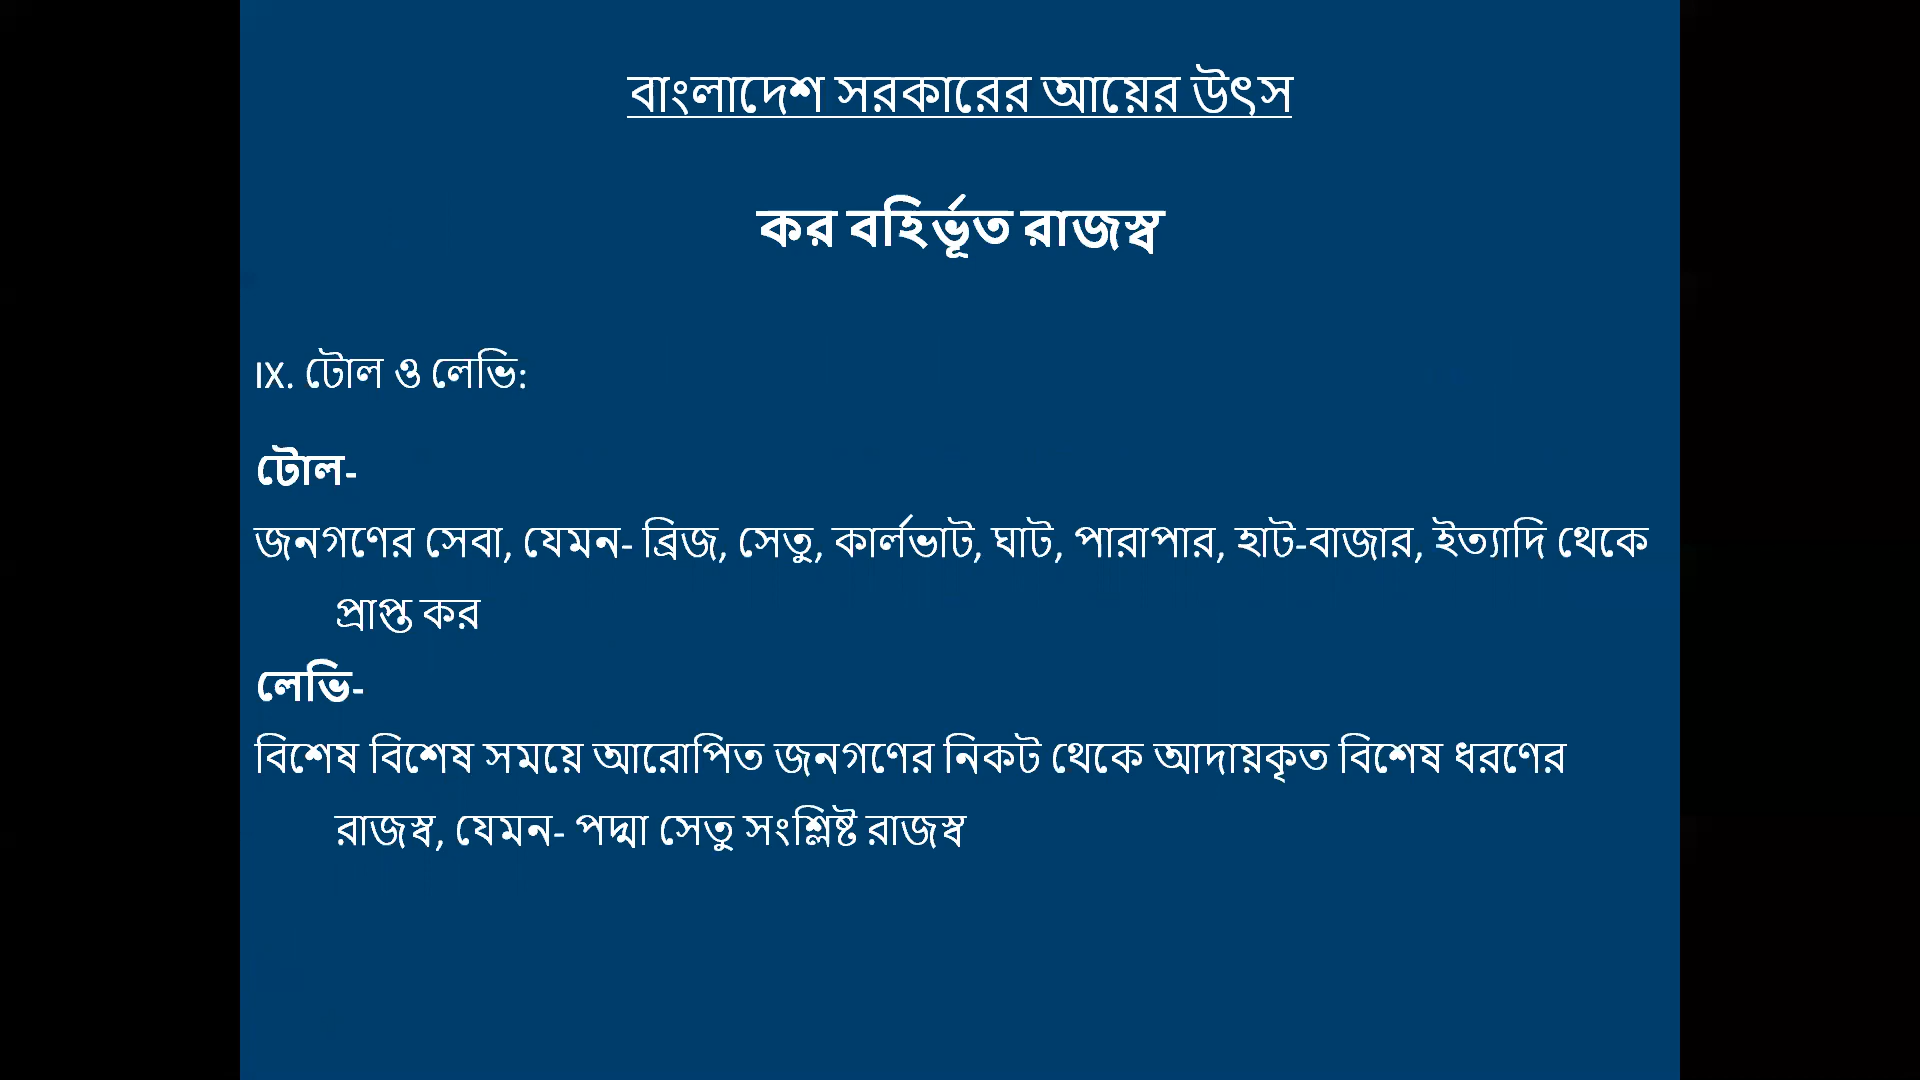 বাংলাদেশ সরকারের আয়ের উৎস
কর বহির্ভূত রাজস্ব
IX. টোল ও লেভি:
টোল-
জনগণের সেবা, যেমন- ব্রিজ, সেতু, কার্লভাট, ঘাট, পারাপার, হাট-বাজার, ইত্যাদি থেকে
প্রাপ্ত কর
লেভি-
বিশেষ বিশেষ সময়ে আরোপিত জনগণের নিকট থেকে আদায়কৃত বিশেষ ধরণের
রাজস্ব, যেমন- পদ্মা সেতু সংশ্লিষ্ট রাজস্ব